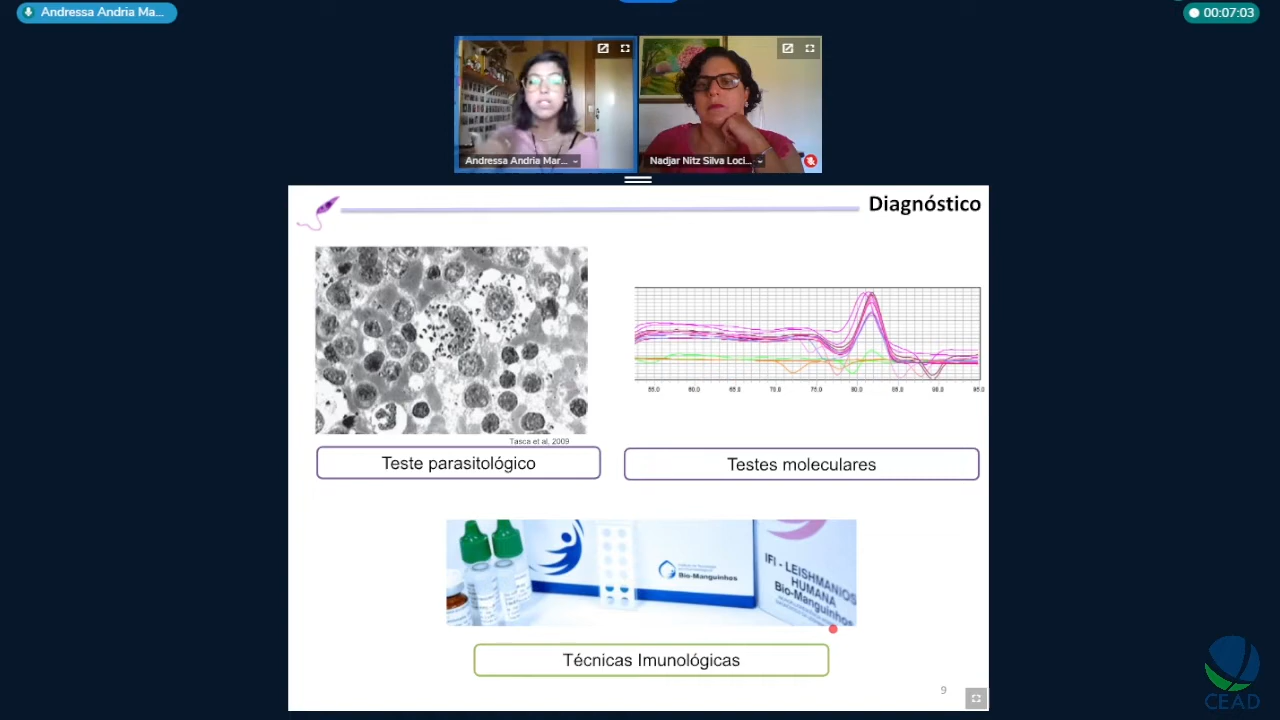 Andressa Andria Ma...
00:07:03
Andressa Andria Mar...
Nadjar Nitz Silva Loci...
Diagnóstico
55.0 60.0 65.0 70.0 75.0 80.0 85.0 90.0 95.0
Tasca et al, 2009
Teste parasitológico
Testes moleculares
Bio-Manguinhos
IFI - LEISHMANIOS
HUMANA
Bio-Manguinhos
Técnicas Imunológicas
9
CEAD